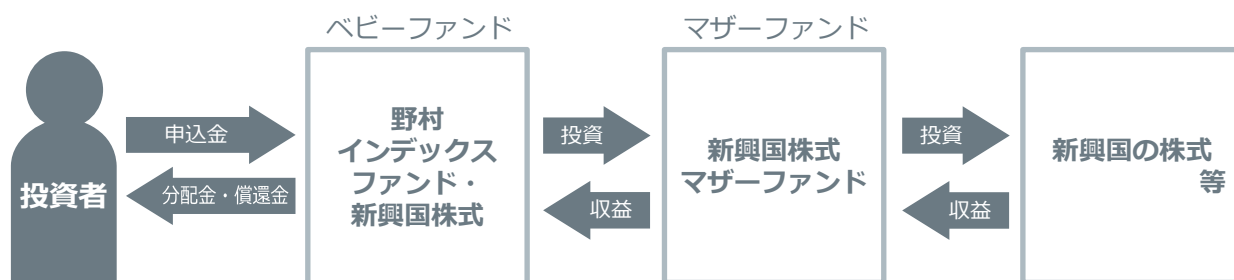 ベビーファンド
マザーファンド
投資者
申込金
分配金・償還金
野村
インデックス
ファンド・
新興国株式
投資
収益
新興国株式
マザーファンド
投資
収益
新興国の株式
等